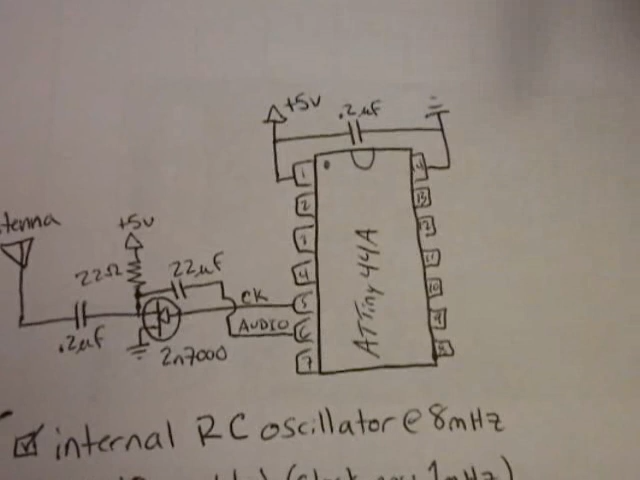 +5v .2uf
1 14
2 13
3 12
4 11
5 10
6 9
7 8
ATTiny 44A
tenna
+5v
22Ω 22uf
CK
AUDIO
.2uf
2n7000
internal RC oscillator @ 8mHz